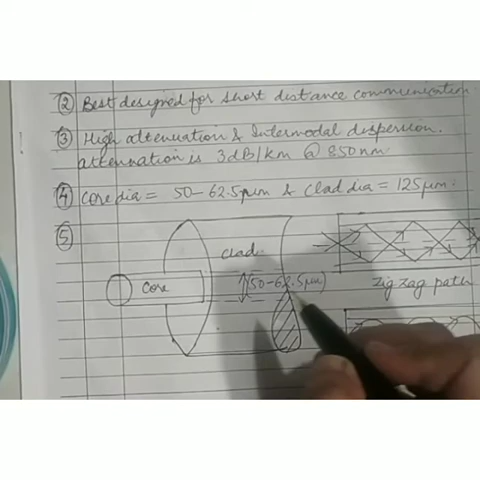 ② Best designed for short distance communication
③ High attenuation & Intermodal dispersion.
attenuation is 3dB/km @ 850nm
④ Core dia = 50-62.5μm & Clad dia = 125μm.
⑤
Clad
Core
(50-62.5μm)
zig zag path